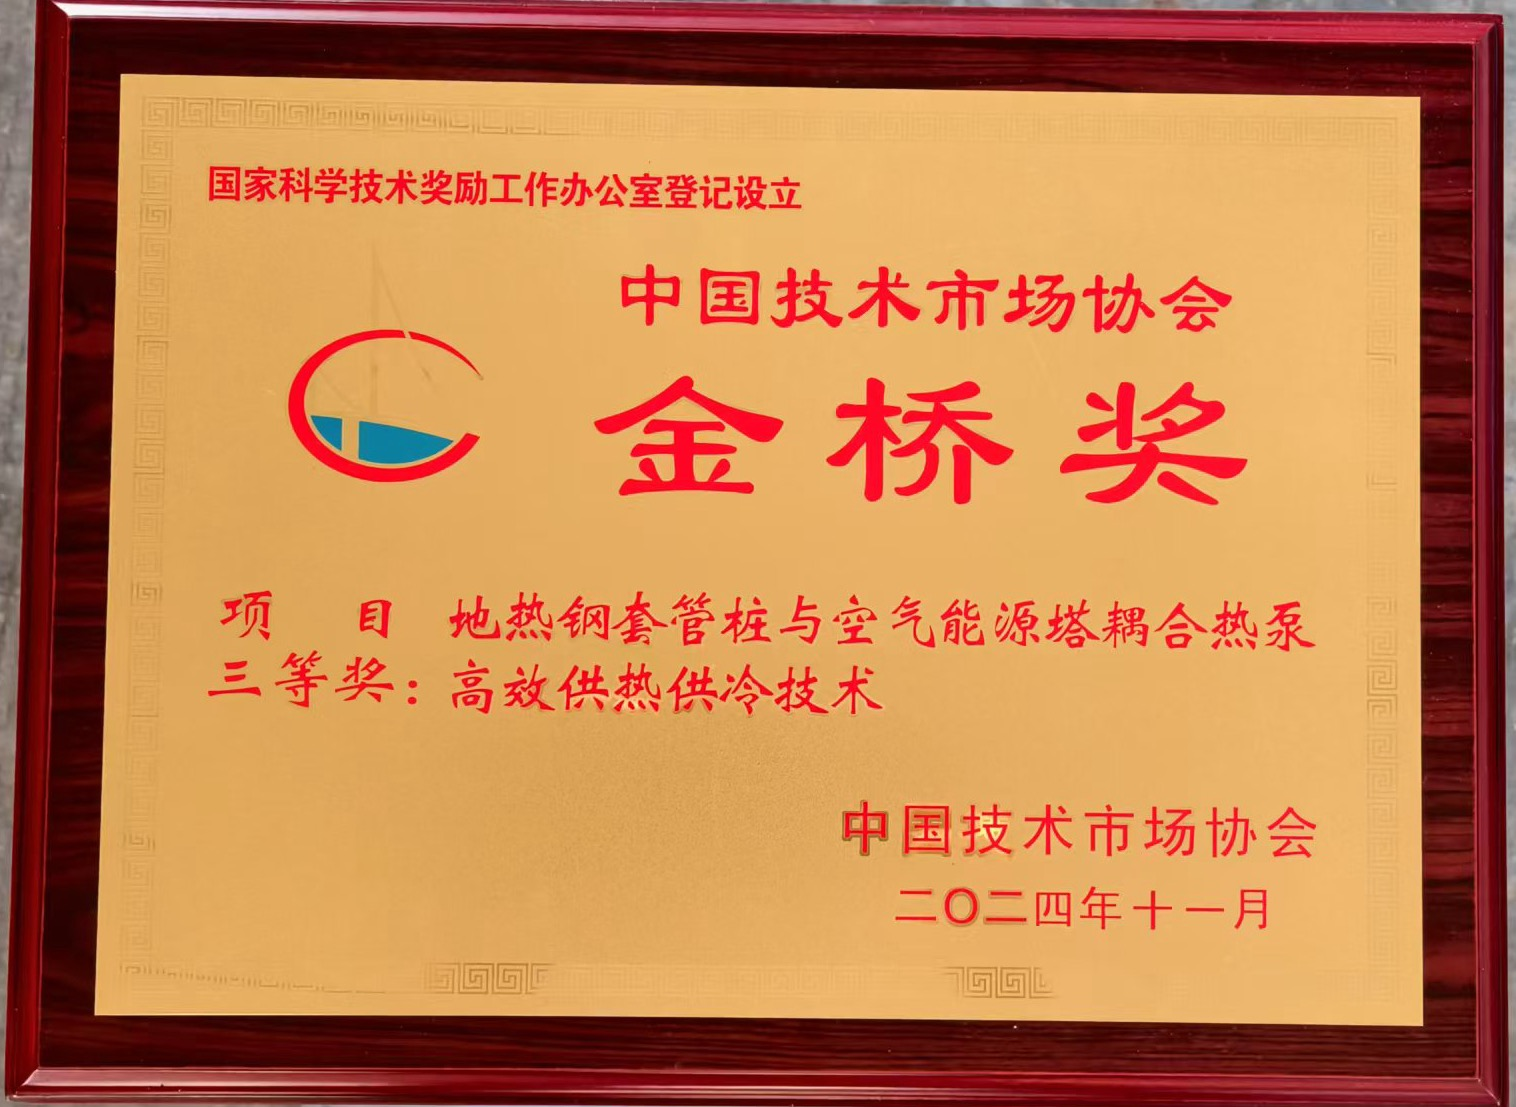 国家科学技术奖励工作办公室登记设立
中国技术市场协会
金桥奖
项目 地热钢套管桩与空气能源塔耦合热泵
三等奖：高效供热供冷技术
中国技术市场协会
二〇二四年十一月